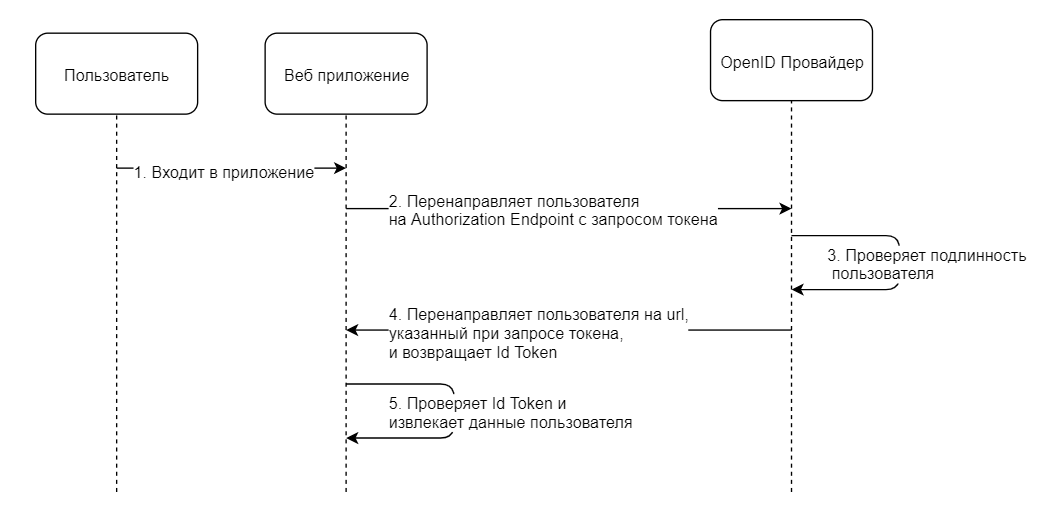 Пользователь
Веб приложение
OpenID Провайдер
1. Входит в приложение
2. Перенаправляет пользователя
на Authorization Endpoint с запросом токена
3. Проверяет подлинность
пользователя
4. Перенаправляет пользователя на url,
указанный при запросе токена,
и возвращает Id Token
5. Проверяет Id Token и
извлекает данные пользователя